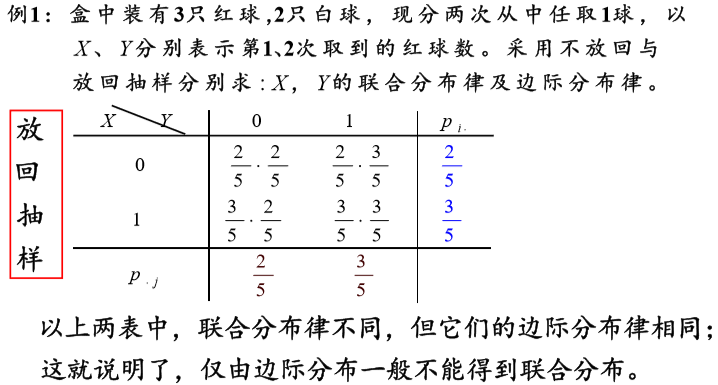 例1：盒中装有3只红球,2只白球，现分两次从中任取1球，以
X、Y分别表示第1、2次取到的红球数。采用不放回与
放回抽样分别求:X，Y的联合分布律及边际分布律。
放回抽样
X Y 0 1 p i.
0 2/5 · 2/5 2/5 · 3/5 2/5
1 3/5 · 2/5 3/5 · 3/5 3/5
p .j 2/5 3/5
以上两表中，联合分布律不同，但它们的边际分布律相同；
这就说明了，仅由边际分布一般不能得到联合分布。